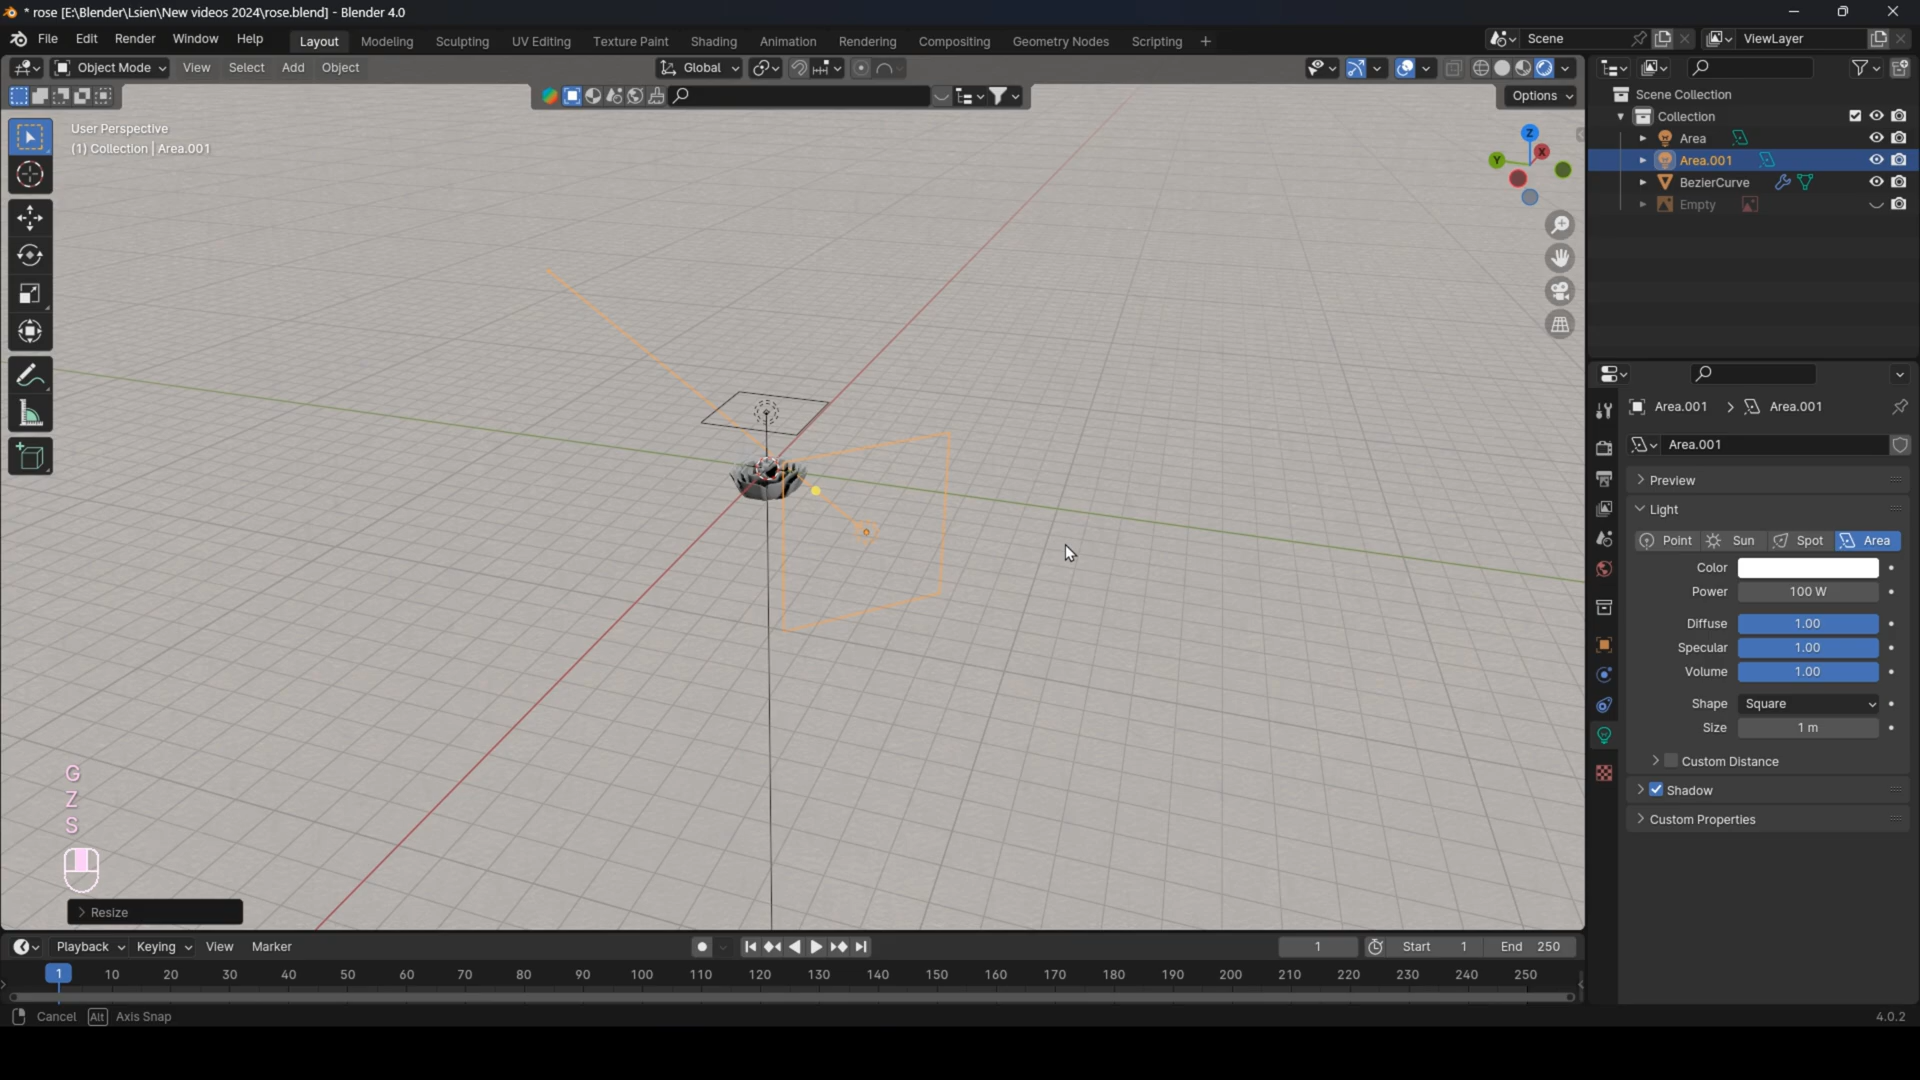 * rose [E:\Blender\Lsien\New videos 2024\rose.blend] - Blender 4.0
File Edit Render Window Help Layout Modeling Sculpting UV Editing Texture Paint Shading Animation Rendering Compositing Geometry Nodes Scripting + Scene ViewLayer
Object Mode View Select Add Object Global
Options
User Perspective
(1) Collection | Area.001
Z
Y
X
G
Z
S
Resize
Scene Collection
Collection
Area
Area.001
BezierCurve
Empty
Area.001 Area.001
Area.001
Preview
Light
Point Sun Spot Area
Color
Power 100 W
Diffuse 1.00
Specular 1.00
Volume 1.00
Shape Square
Size 1 m
Custom Distance
Shadow
Custom Properties
Playback Keying View Marker 1 Start 1 End 250
1 10 20 30 40 50 60 70 80 90 100 110 120 130 140 150 160 170 180 190 200 210 220 230 240 250
Cancel Alt Axis Snap 4.0.2